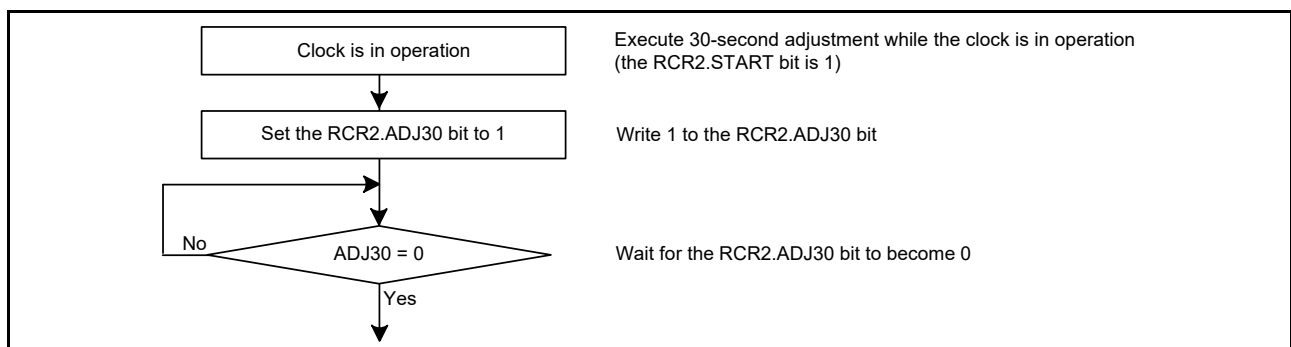 Clock is in operation
Execute 30-second adjustment while the clock is in operation
(the RCR2.START bit is 1)
Set the RCR2.ADJ30 bit to 1
Write 1 to the RCR2.ADJ30 bit
No
ADJ30 = 0
Wait for the RCR2.ADJ30 bit to become 0
Yes